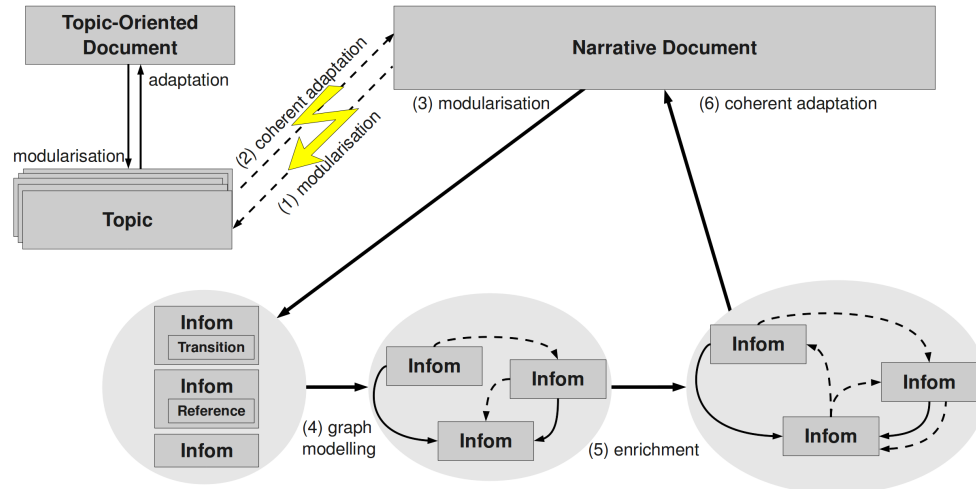 Topic-Oriented
Document
Narrative Document
adaptation
(2) coherent adaptation
(1) modularisation
(3) modularisation
(6) coherent adaptation
modularisation
Topic
Infom
Transition
Infom
Reference
Infom
(4) graph
modelling
Infom
Infom
Infom
(5) enrichment
Infom
Infom
Infom